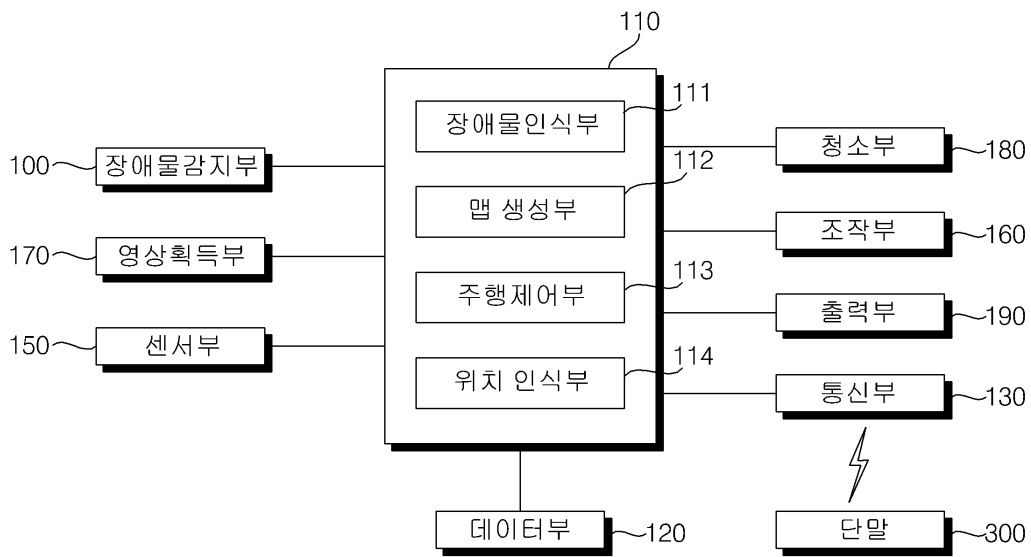 110
장애물인식부
111
100
장애물감지부
청소부
180
맵 생성부
112
170
영상획득부
조작부
160
주행제어부
113
출력부
190
150
센서부
위치 인식부
114
통신부
130
데이터부
120
단말
300